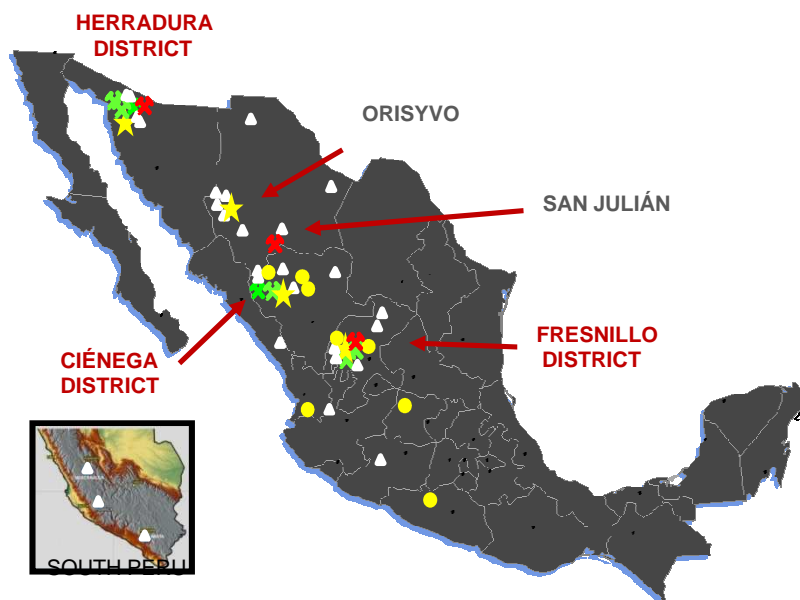 HERRADURA
DISTRICT
ORISYVO
SAN JULIÁN
FRESNILLO
DISTRICT
CIÉNEGA
DISTRICT
SOUTH PERU